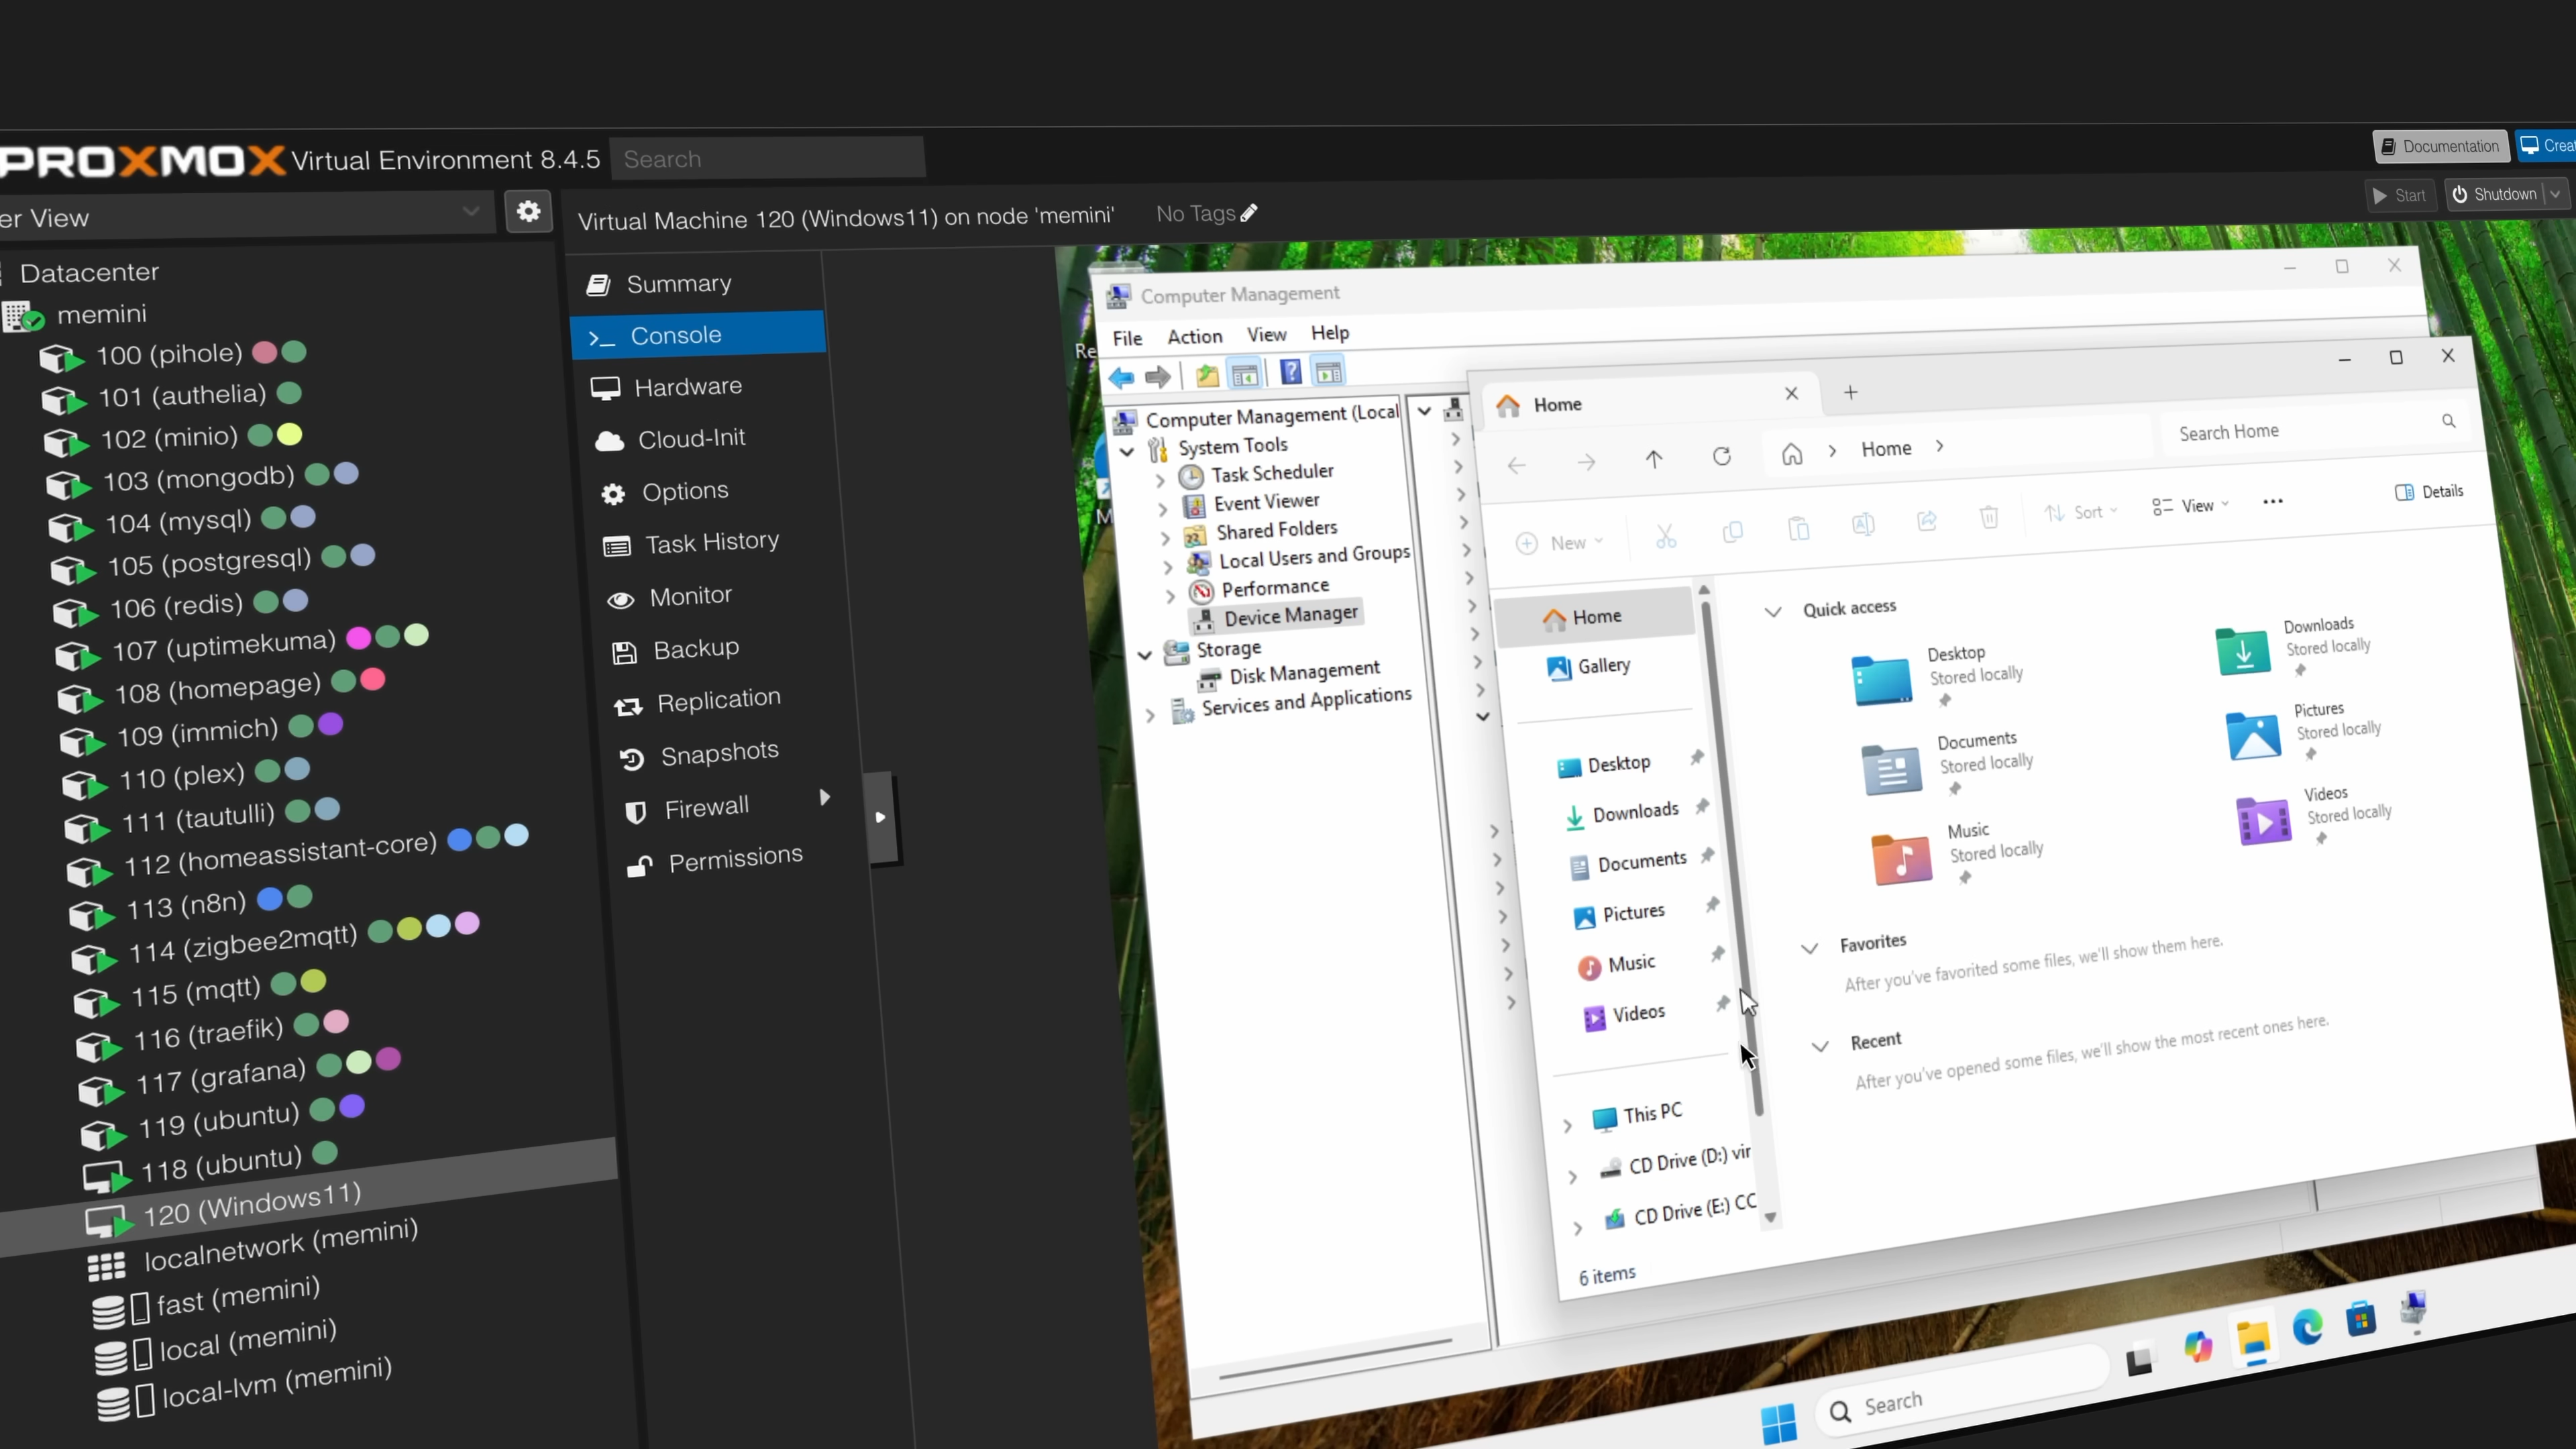 PROXMOX Virtual Environment 8.4.5 Search
Documentation
er View
Virtual Machine 120 (Windows11) on node 'memini' No Tags
Start Shutdown
Datacenter
memini
100 (pihole)
101 (authelia)
102 (minio)
103 (mongodb)
104 (mysql)
105 (postgresql)
106 (redis)
107 (uptimekuma)
108 (homepage)
109 (immich)
110 (plex)
111 (tautulli)
112 (homeassistant-core)
113 (n8n)
114 (zigbee2mqtt)
115 (mqtt)
116 (traefik)
117 (grafana)
119 (ubuntu)
118 (ubuntu)
120 (Windows11)
localnetwork (memini)
fast (memini)
local (memini)
local-lvm (memini)
Summary
Console
Hardware
Cloud-Init
Options
Task History
Monitor
Backup
Replication
Snapshots
Firewall
Permissions
Computer Management
File Action View Help
Computer Management (Local
System Tools
Task Scheduler
Event Viewer
Shared Folders
Local Users and Groups
Performance
Device Manager
Storage
Disk Management
Services and Applications
Home
Home
Search Home
New
Sort
View
Details
Home
Gallery
Desktop
Downloads
Documents
Pictures
Music
Videos
This PC
CD Drive (D:) vir
CD Drive (E:) CC
6 items
Quick access
Desktop
Stored locally
Downloads
Stored locally
Documents
Stored locally
Pictures
Stored locally
Music
Stored locally
Videos
Stored locally
Favorites
After you've favorited some files, we'll show them here.
Recent
After you've opened some files, we'll show the most recent ones here.
Search